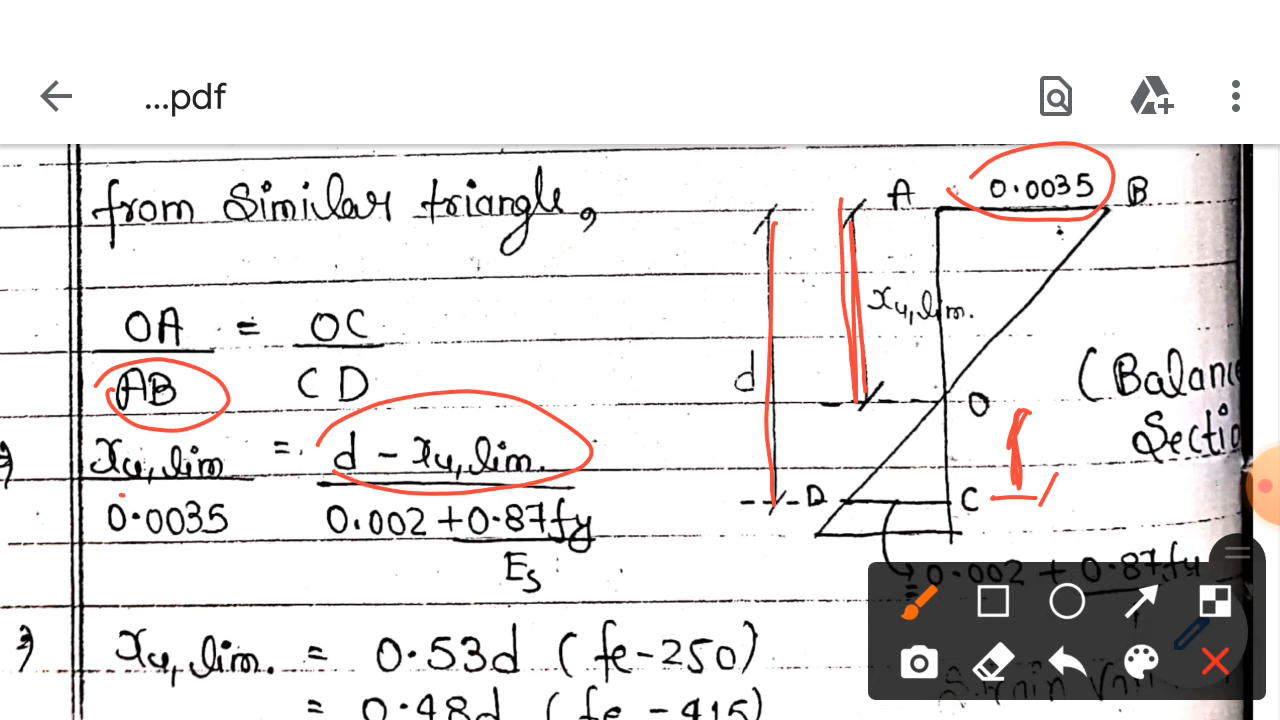 ...pdf
from Similar triangle,
OA = OC
AB CD
xu,lim = d - xu,lim.
0.0035 0.002 + 0.87fy
Es
xu,lim. = 0.53d (fe-250)
= 0.48d (fe-415)
A 0.0035 B
xu,lim.
d
O
(Balance
Sectio
D C
0.002 + 0.87fy
Strain